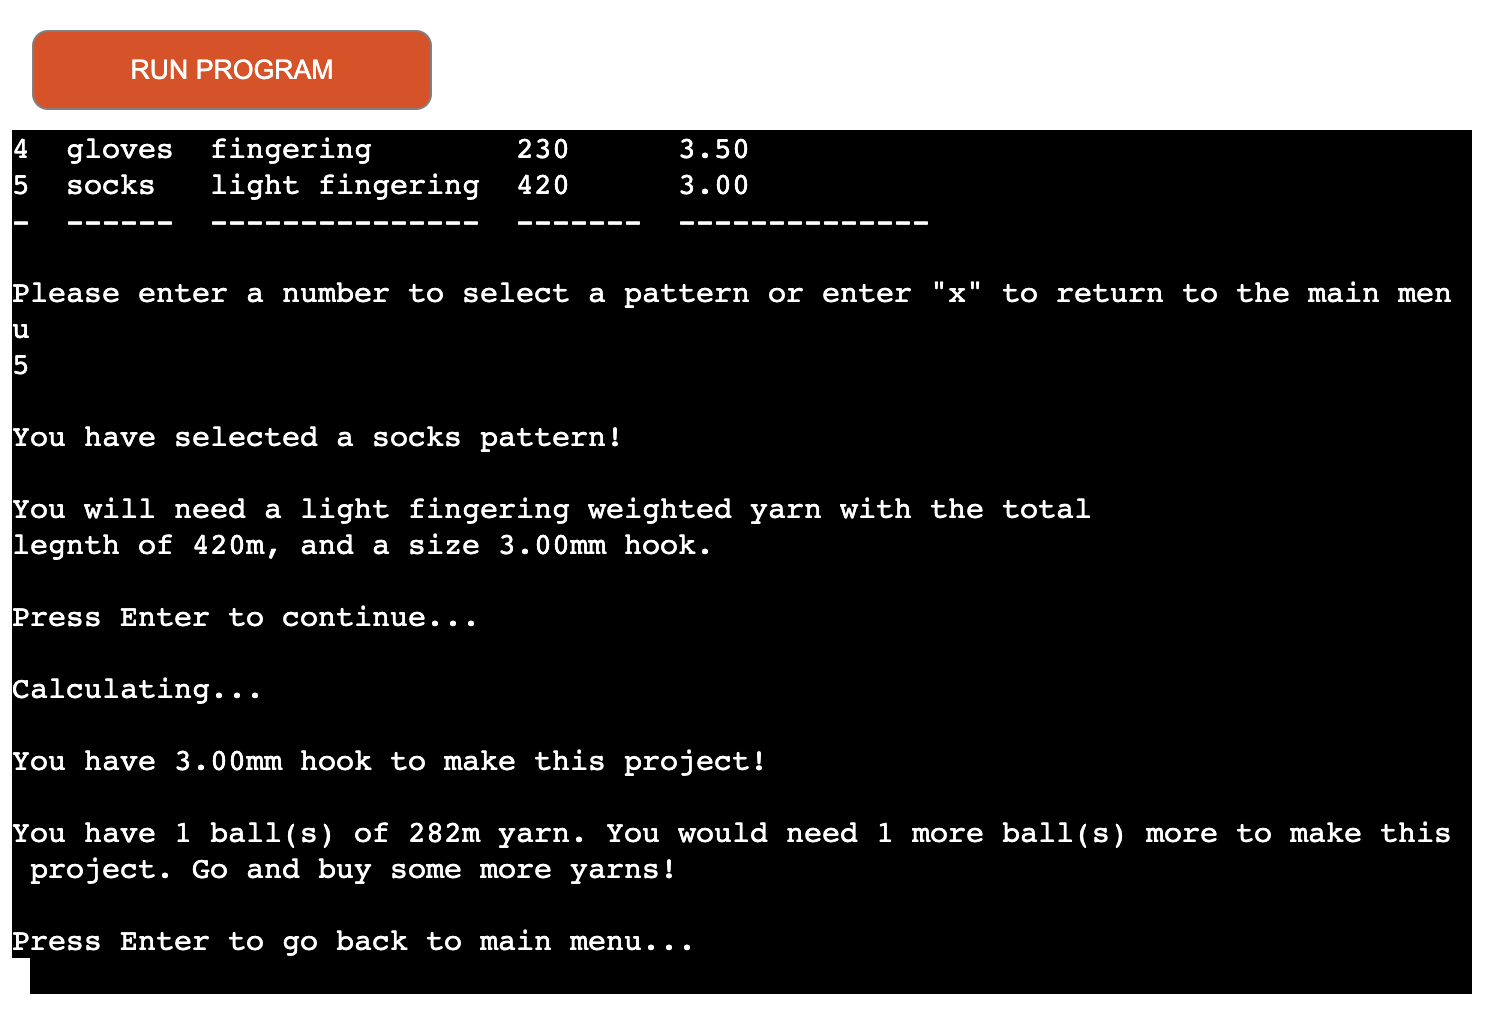 RUN PROGRAM
4  gloves  fingering        230      3.50
5  socks   light fingering  420      3.00
-  ------  ---------------  -------  --------------
Please enter a number to select a pattern or enter "x" to return to the main men
u
5
You have selected a socks pattern!
You will need a light fingering weighted yarn with the total
legnth of 420m, and a size 3.00mm hook.
Press Enter to continue...
Calculating...
You have 3.00mm hook to make this project!
You have 1 ball(s) of 282m yarn. You would need 1 more ball(s) more to make this
 project. Go and buy some more yarns!
Press Enter to go back to main menu...